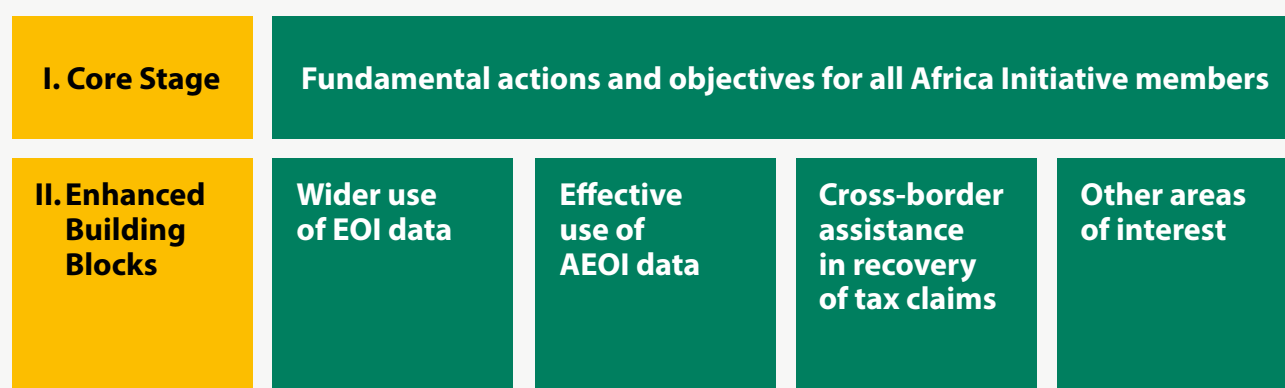 I. Core Stage
Fundamental actions and objectives for all Africa Initiative members
II. Enhanced
Building
Blocks
Wider use
of EOI data
Effective
use of
AEOI data
Cross-border
assistance
in recovery
of tax claims
Other areas
of interest